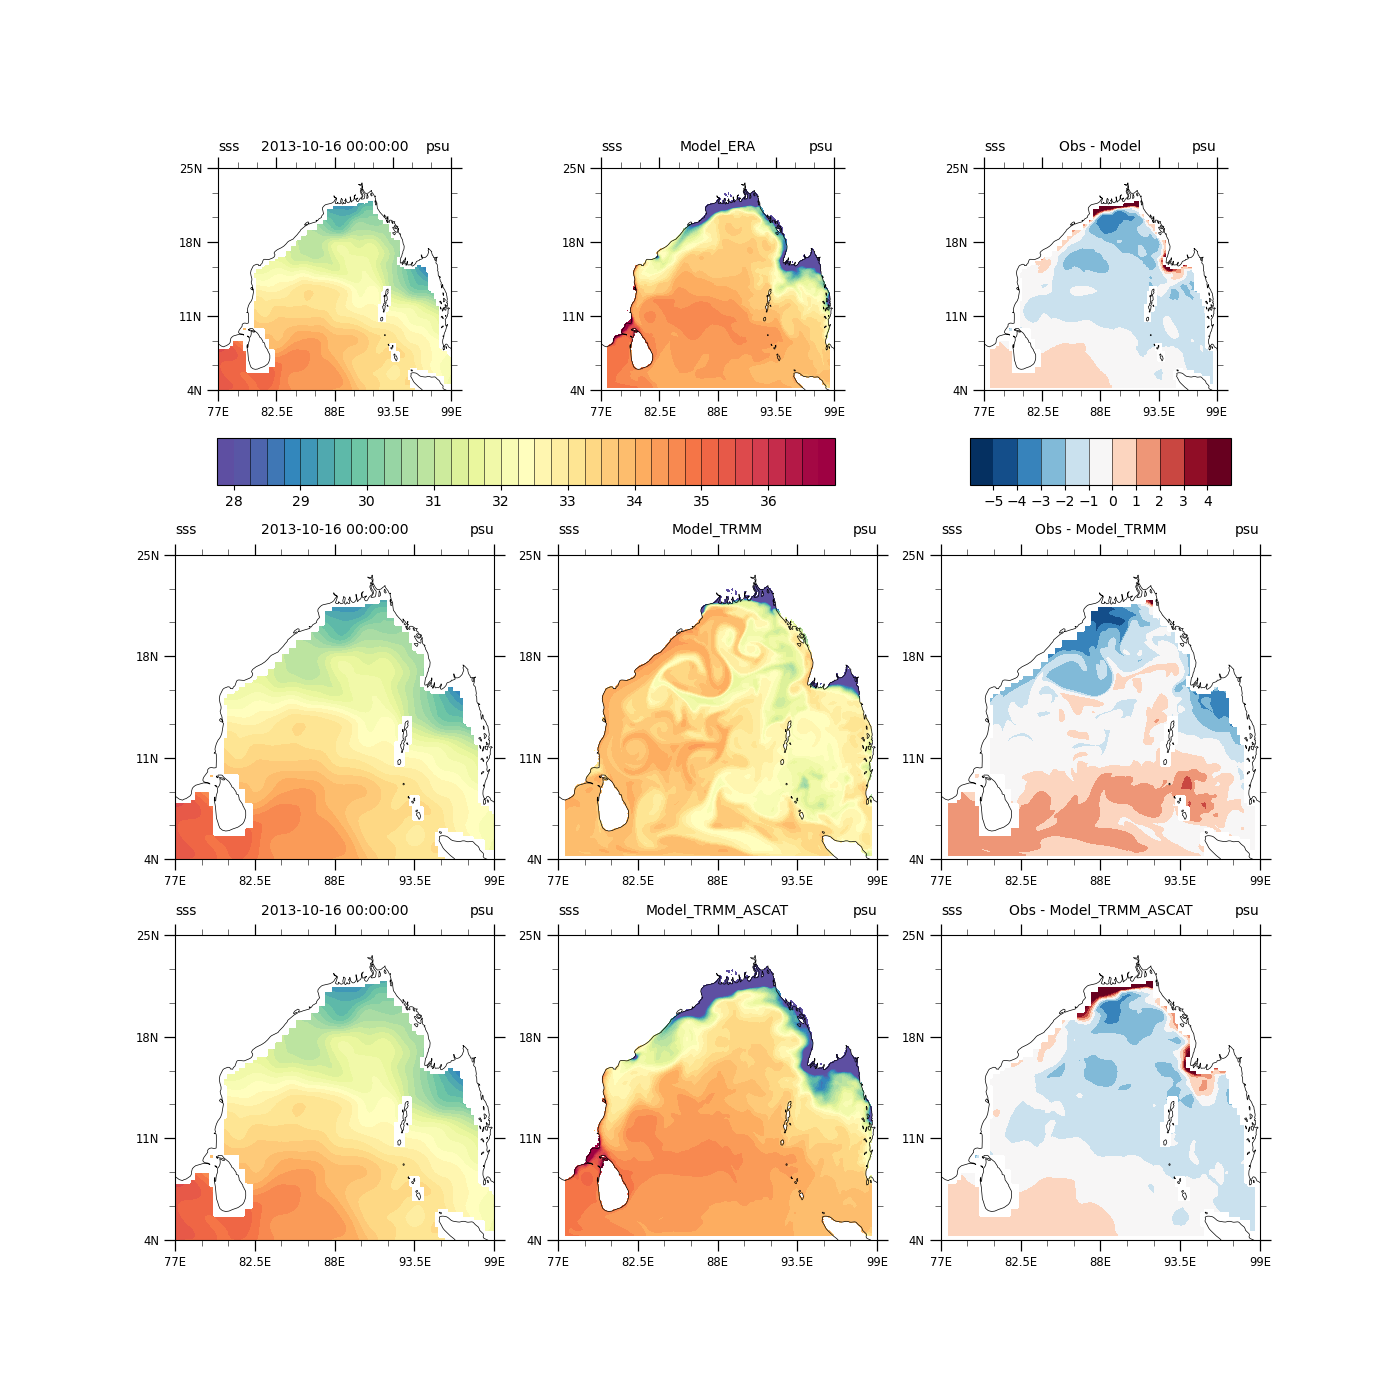 sss 2013-10-16 00:00:00 psu
sss Model_ERA psu
sss Obs - Model psu
25N 25N 25N
18N 18N 18N
11N 11N 11N
4N 4N 4N
77E 82.5E 88E 93.5E 99E
77E 82.5E 88E 93.5E 99E
77E 82.5E 88E 93.5E 99E
28 29 30 31 32 33 34 35 36
−5 −4 −3 −2 −1 0 1 2 3 4
sss 2013-10-16 00:00:00 psu
sss Model_TRMM psu
sss Obs - Model_TRMM psu
25N 25N 25N
18N 18N 18N
11N 11N 11N
4N 4N 4N
77E 82.5E 88E 93.5E 99E
77E 82.5E 88E 93.5E 99E
77E 82.5E 88E 93.5E 99E
sss 2013-10-16 00:00:00 psu
sss Model_TRMM_ASCAT psu
sss Obs - Model_TRMM_ASCAT psu
25N 25N 25N
18N 18N 18N
11N 11N 11N
4N 4N 4N
77E 82.5E 88E 93.5E 99E
77E 82.5E 88E 93.5E 99E
77E 82.5E 88E 93.5E 99E